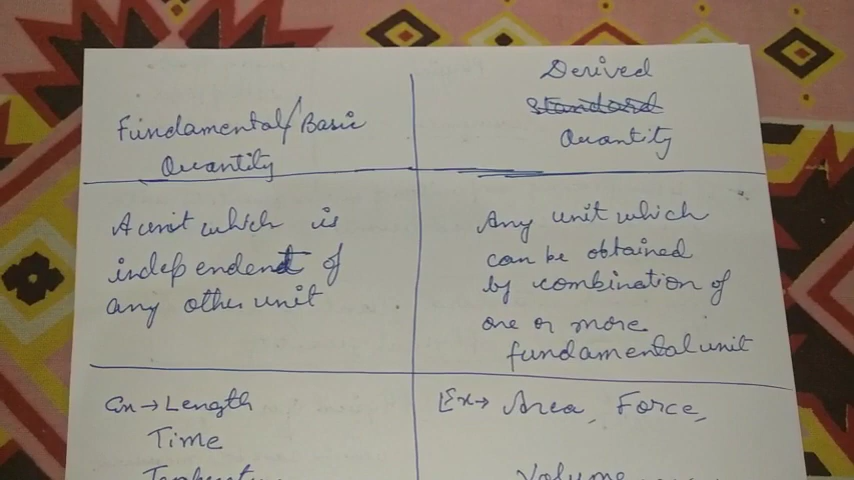 Fundamental/Basic
Quantity
Derived
Standard
Quantity
A unit which is
independent of
any other unit
Any unit which
can be obtained
by combination of
one or more
fundamental unit
Ex → Length
Time
Ex → Area, Force,
Volume